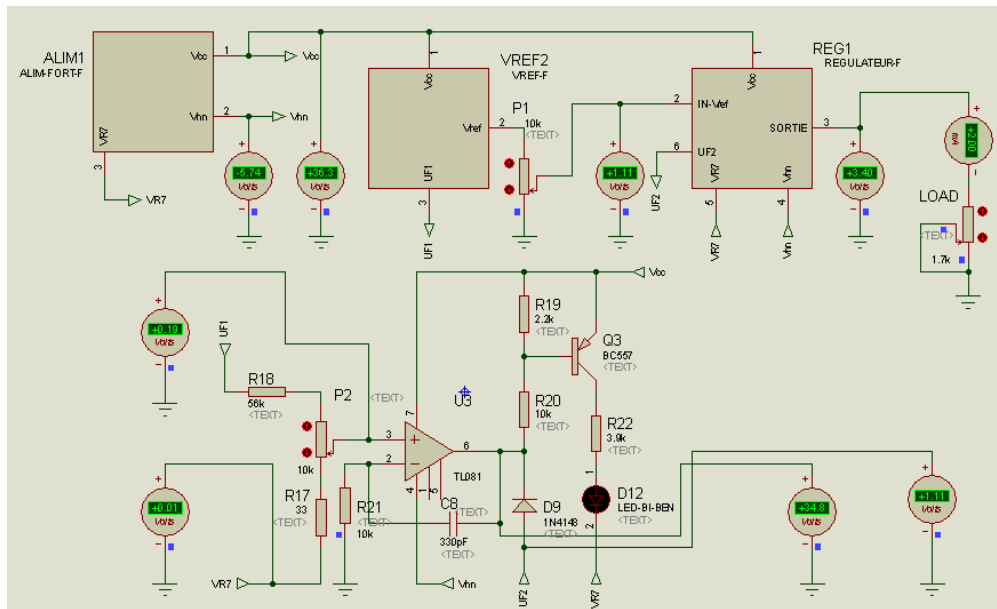 ALIM1
ALIM-FORT-F
Vcc
1
Vcc
Vhn
2
Vhn
VR7
3
VR7
-5.74
Volts
+36.3
Volts
1
Vcc
VREF2
VREF-F
Vref
2
UF1
3
UF1
P1
10k
<TEXT>
+1.11
Volts
1
Vcc
REG1
REGULATEUR-F
2
IN-Vref
6
UF2
UF2
SORTIE
3
VR7
5
VR7
Vhn
4
Vhn
+3.40
Volts
+2.00
mA
LOAD
<TEXT>
1.7k
+0.19
Volts
UF1
R18
56k
<TEXT>
P2
<TEXT>
10k
+0.01
Volts
R17
33
<TEXT>
VR7
R21
10k
<TEXT>
U3
3
2
6
7
4
1
5
TL081
C8
<TEXT>
330pF
<TEXT>
Vhn
Vcc
R19
2.2k
<TEXT>
R20
10k
<TEXT>
Q3
BC557
<TEXT>
R22
3.9k
<TEXT>
D9
1N4148
<TEXT>
UF2
1
D12
LED-BI-BEN
<TEXT>
2
VR7
+34.8
Volts
+1.11
Volts